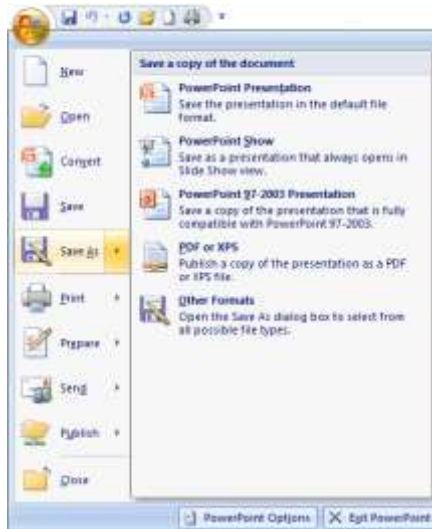 New
Open
Convert
Save
Save As
Print
Prepare
Send
Publish
Close
Save a copy of the document
PowerPoint Presentation
Save the presentation in the default file
format.
PowerPoint Show
Save as a presentation that always opens in
Slide Show view.
PowerPoint 97-2003 Presentation
Save a copy of the presentation that is fully
compatible with PowerPoint 97-2003.
PDF or XPS
Publish a copy of the presentation as a PDF
or XPS file.
Other Formats
Open the Save As dialog box to select from
all possible file types.
PowerPoint Options
Exit PowerPoint